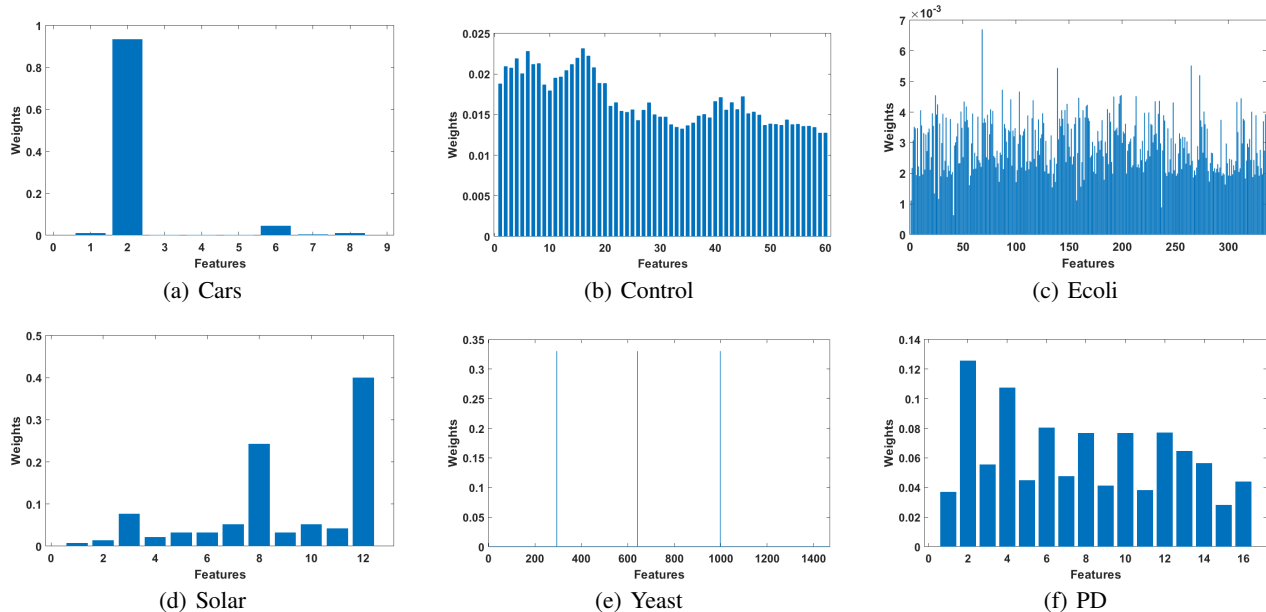 1
0.8
0.6
0.4
0.2
0
Weights
0 1 2 3 4 5 6 7 8 9
Features
(a) Cars
0.025
0.02
0.015
0.01
0.005
0
Weights
0 10 20 30 40 50 60
Features
(b) Control
×10⁻³
7
6
5
4
3
2
1
0
Weights
0 50 100 150 200 250 300
Features
(c) Ecoli
0.5
0.4
0.3
0.2
0.1
0
Weights
0 2 4 6 8 10 12
Features
(d) Solar
0.35
0.3
0.25
0.2
0.15
0.1
0.05
0
Weights
0 200 400 600 800 1000 1200 1400
Features
(e) Yeast
0.14
0.12
0.1
0.08
0.06
0.04
0.02
0
Weights
0 2 4 6 8 10 12 14 16
Features
(f) PD